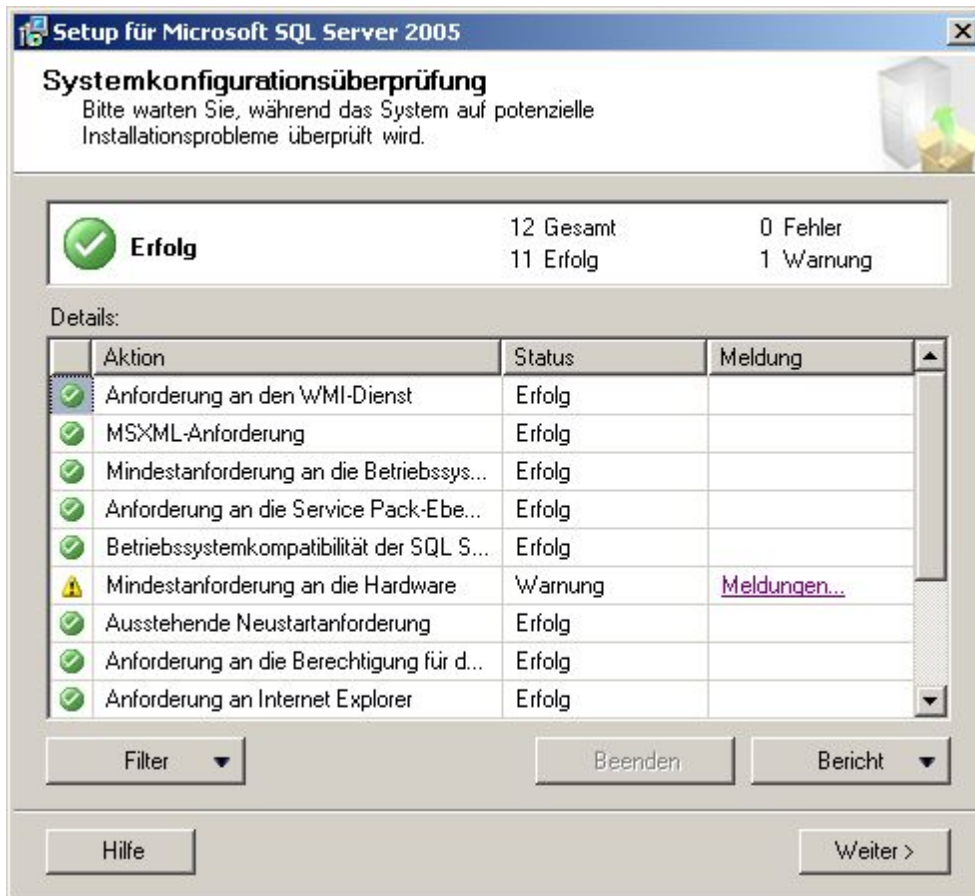 Setup für Microsoft SQL Server 2005
Systemkonfigurationsüberprüfung
Bitte warten Sie, während das System auf potenzielle
Installationsprobleme überprüft wird.
Erfolg
12 Gesamt 0 Fehler
11 Erfolg 1 Warnung
Details:
Aktion Status Meldung
Anforderung an den WMI-Dienst Erfolg
MSXML-Anforderung Erfolg
Mindestanforderung an die Betriebssys... Erfolg
Anforderung an die Service Pack-Ebe... Erfolg
Betriebssystemkompatibilität der SQL S... Erfolg
Mindestanforderung an die Hardware Warnung Meldungen...
Ausstehende Neustartanforderung Erfolg
Anforderung an die Berechtigung für d... Erfolg
Anforderung an Internet Explorer Erfolg
Filter Beenden Bericht
Hilfe Weiter >